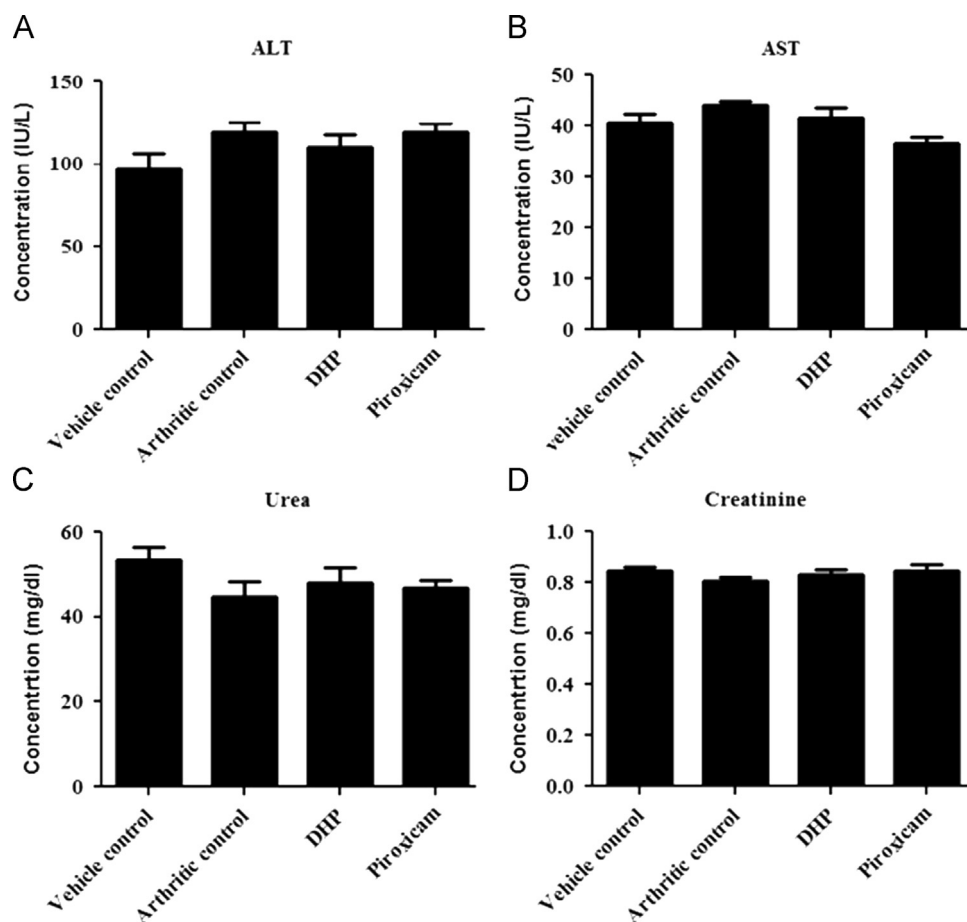 A
ALT
Concentration (IU/L)
150
100
50
0
Vehicle control
Arthritic control
DHP
Piroxicam
B
AST
Concentration (IU/L)
50
40
30
20
10
0
vehicle control
Arthritic control
DHP
Piroxicam
C
Urea
Concentrtion (mg/dl)
60
40
20
0
Vehicle control
Arthritic control
DHP
Piroxicam
D
Creatinine
Concentrtion (mg/dl)
1.0
0.8
0.6
0.4
0.2
0.0
Vehicle control
Arthritic control
DHP
Piroxicam